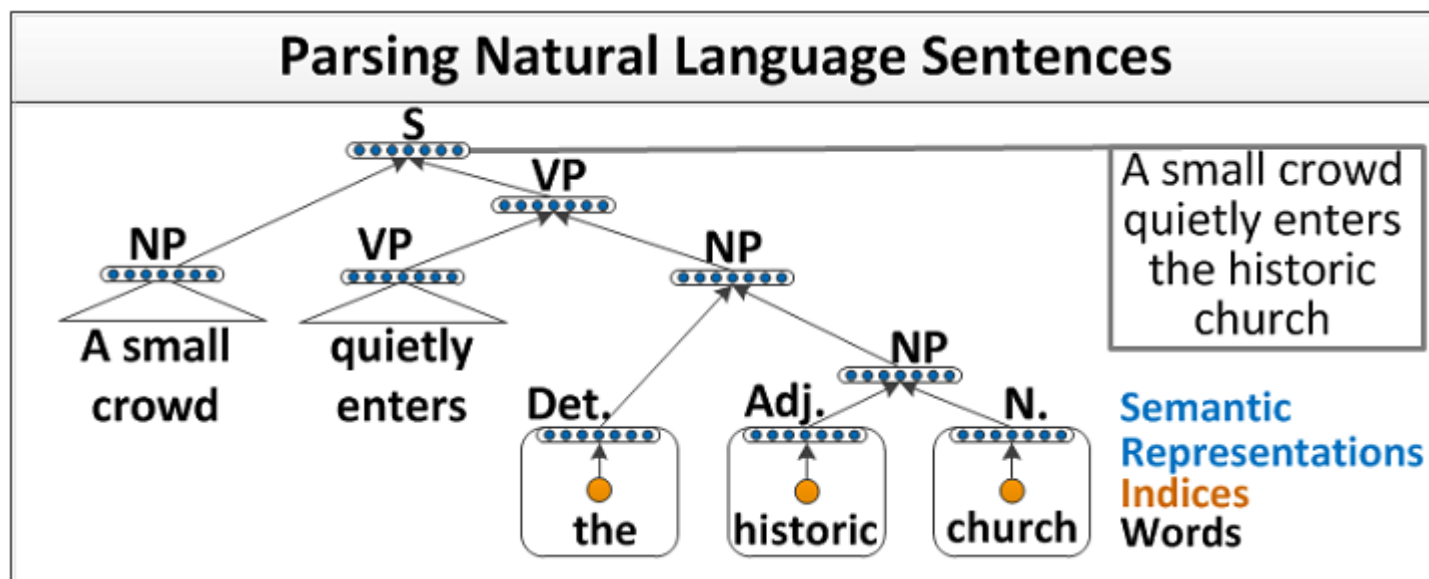 Parsing Natural Language Sentences
S
VP
NP
VP
NP
A small
crowd
quietly
enters
NP
Det.
Adj.
N.
the
historic
church
A small crowd
quietly enters
the historic
church
Semantic
Representations
Indices
Words